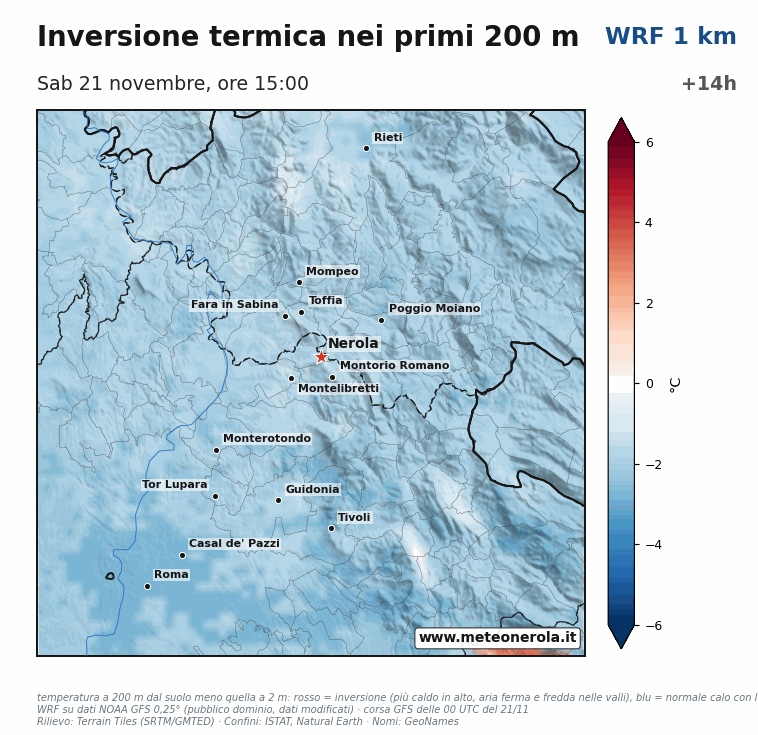 Inversione termica nei primi 200 m
WRF 1 km
Sab 21 novembre, ore 15:00
+14h
Rieti
Mompeo
Toffia
Fara in Sabina
Poggio Moiano
Nerola
Montorio Romano
Montelibretti
Monterotondo
Tor Lupara
Guidonia
Tivoli
Casal de' Pazzi
Roma
www.meteonerola.it
6
4
2
0
−2
−4
−6
°C
temperatura a 200 m dal suolo meno quella a 2 m: rosso = inversione (più caldo in alto, aria ferma e fredda nelle valli), blu = normale calo con l
WRF su dati NOAA GFS 0,25° (pubblico dominio, dati modificati) · corsa GFS delle 00 UTC del 21/11
Rilievo: Terrain Tiles (SRTM/GMTED) · Confini: ISTAT, Natural Earth · Nomi: GeoNames